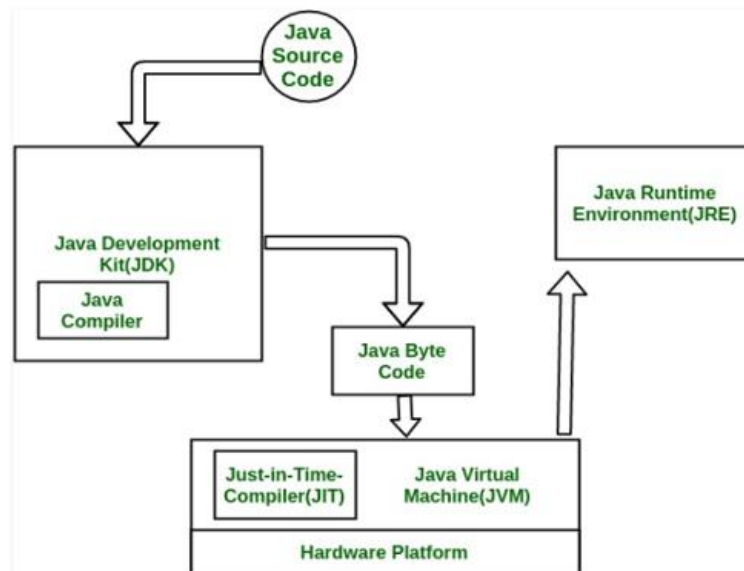 Java
Source
Code
Java Development
Kit(JDK)
Java
Compiler
Java Runtime
Environment(JRE)
Java Byte
Code
Just-in-Time-
Compiler(JIT)
Java Virtual
Machine(JVM)
Hardware Platform